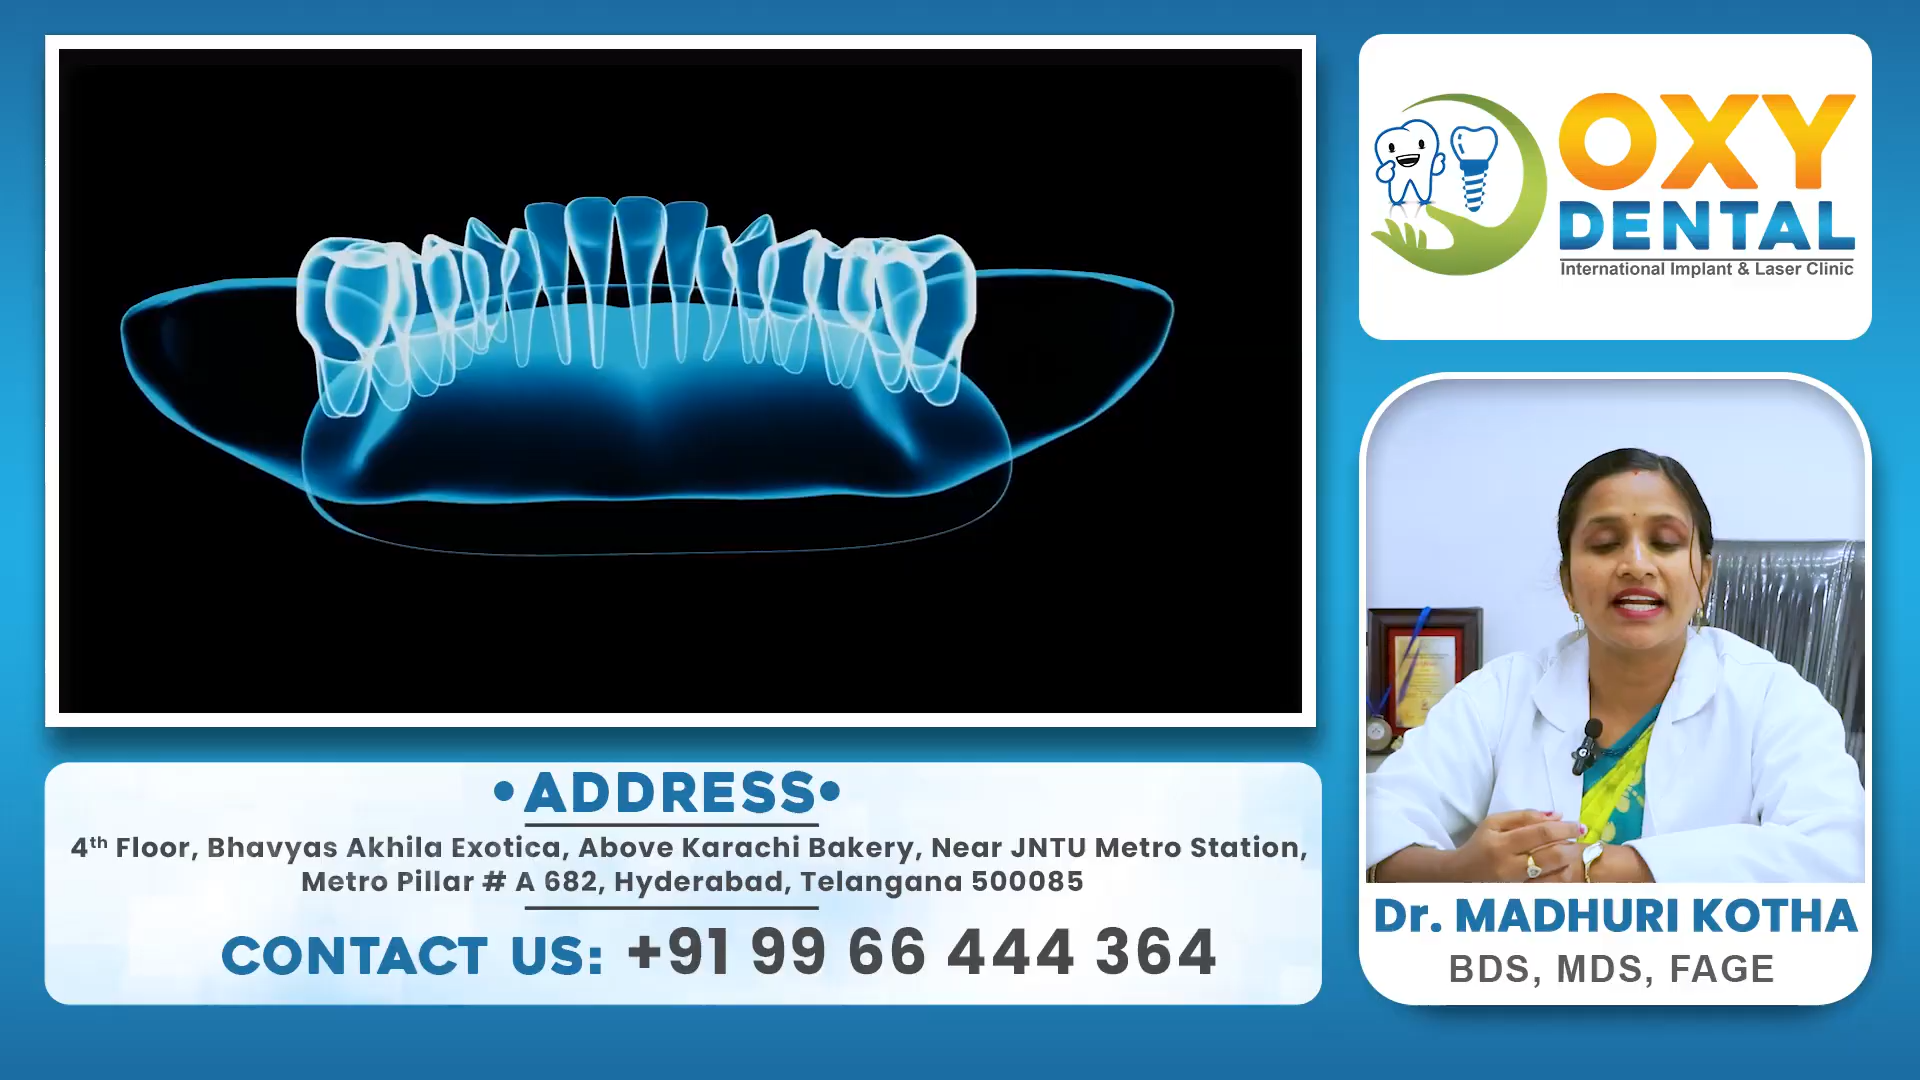 OXY
DENTAL
International Implant & Laser Clinic
•ADDRESS•
4th Floor, Bhavyas Akhila Exotica, Above Karachi Bakery, Near JNTU Metro Station,
Metro Pillar # A 682, Hyderabad, Telangana 500085
CONTACT US: +91 99 66 444 364
Dr. MADHURI KOTHA
BDS, MDS, FAGE